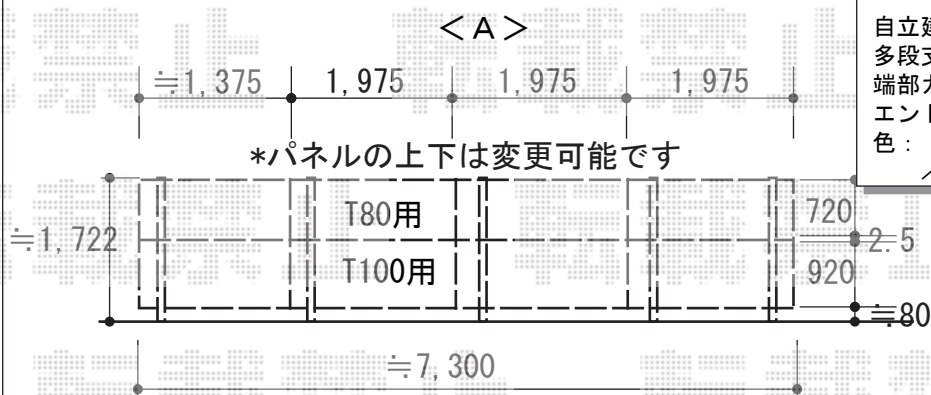 ＜A＞
自立建
多段支
端部カ
エンド
色：
≒1,375 1,975 1,975 1,975
*パネルの上下は変更可能です
T80用
720
≒1,722
2.5
T100用
920
≒80
≒7,300